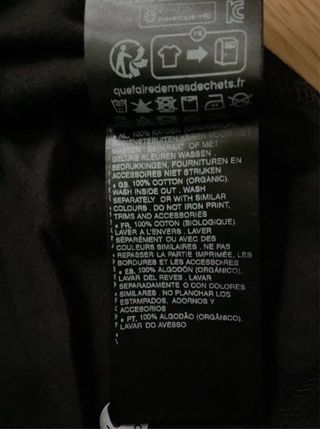 quefairedemesdechets.fr
NL. 100% KATOEN
WASSEN. SEPARAAT OF MET
GELIJKE KLEUREN WASSEN.
BEDRUKKINGEN, FOURNITUREN EN
ACCESSOIRES NIET STRIJKEN
● GB. 100% COTTON (ORGANIC).
WASH INSIDE OUT . WASH
SEPARATELY OR WITH SIMILAR
COLOURS . DO NOT IRON PRINT,
TRIMS AND ACCESSORIES
● FR. 100% COTON (BIOLOGIQUE).
LAVER A L'ENVERS . LAVER
SÉPARÉMENT OU AVEC DES
COULEURS SIMILAIRES . NE PAS
REPASSER LA PARTIE IMPRIMÉE, LES
BORDURES ET LES ACCESSOIRES
● ES. 100% ALGODÓN (ORGÁNICO).
LAVAR DEL REVES . LAVAR
SEPARADAMENTE O CON COLORES
SIMILARES . NO PLANCHAR LOS
ESTAMPADOS, ADORNOS Y
ACCESORIOS
● PT. 100% ALGODÃO (ORGÂNICO).
LAVAR DO AVESSO